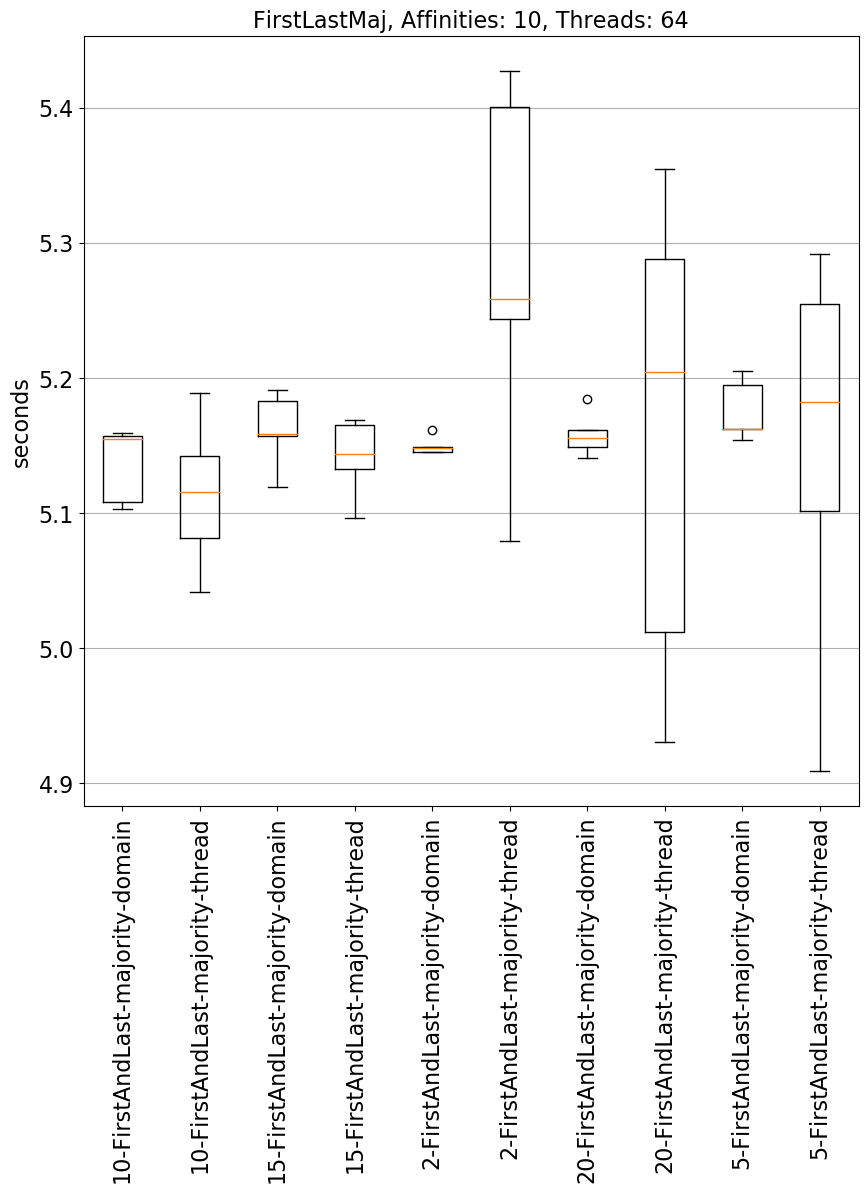 FirstLastMaj, Affinities: 10, Threads: 64
seconds
5.4
5.3
5.2
5.1
5.0
4.9
10-FirstAndLast-majority-domain
10-FirstAndLast-majority-thread
15-FirstAndLast-majority-domain
15-FirstAndLast-majority-thread
2-FirstAndLast-majority-domain
2-FirstAndLast-majority-thread
20-FirstAndLast-majority-domain
20-FirstAndLast-majority-thread
5-FirstAndLast-majority-domain
5-FirstAndLast-majority-thread